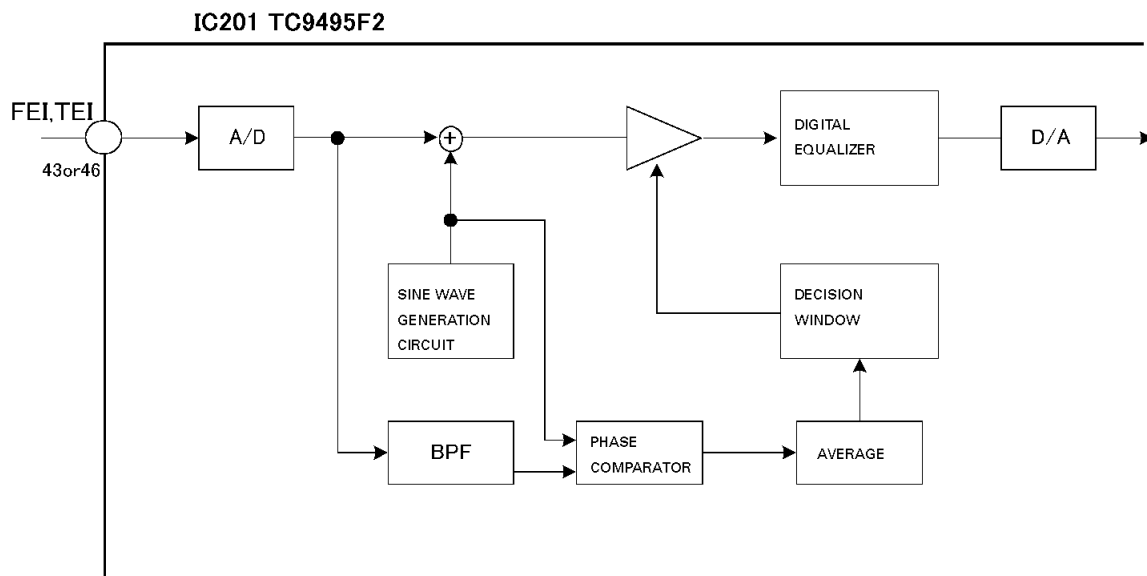 IC201 TC9495F2
FEI,TEI
43or46
A/D
+
DIGITAL
EQUALIZER
D/A
SINE WAVE
GENERATION
CIRCUIT
DECISION
WINDOW
BPF
PHASE
COMPARATOR
AVERAGE